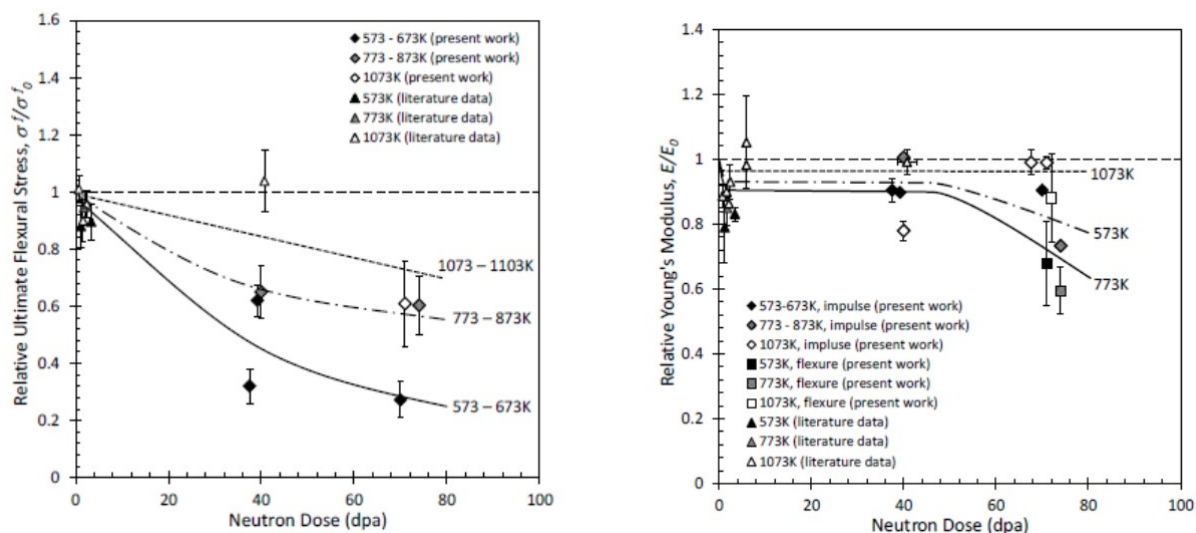 Relative Ultimate Flexural Stress, σᶠ/σᶠ₀
1.6
1.4
1.2
1
0.8
0.6
0.4
0.2
0
573 - 673K (present work)
773 - 873K (present work)
1073K (present work)
573K (literature data)
773K (literature data)
1073K (literature data)
1073 – 1103K
773 – 873K
573 – 673K
0 20 40 60 80 100
Neutron Dose (dpa)
Relative Young's Modulus, E/E₀
1.4
1.2
1
0.8
0.6
0.4
0.2
0
1073K
573K
773K
573-673K, impulse (present work)
773 - 873K, impulse (present work)
1073K, impluse (present work)
573K, flexure (present work)
773K, flexure (present work)
1073K, flexure (present work)
573K (literature data)
773K (literature data)
1073K (literature data)
0 20 40 60 80 100
Neutron Dose (dpa)